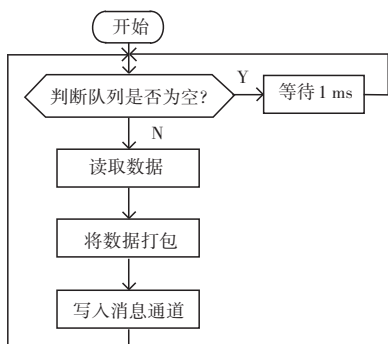 开始
判断队列是否为空?
Y
等待1 ms
N
读取数据
将数据打包
写入消息通道